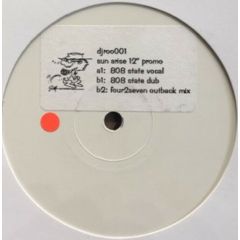 djroo001
sun arise 12" promo
a1: 808 state vocal
b1: 808 state dub
b2: four2seven outback mix